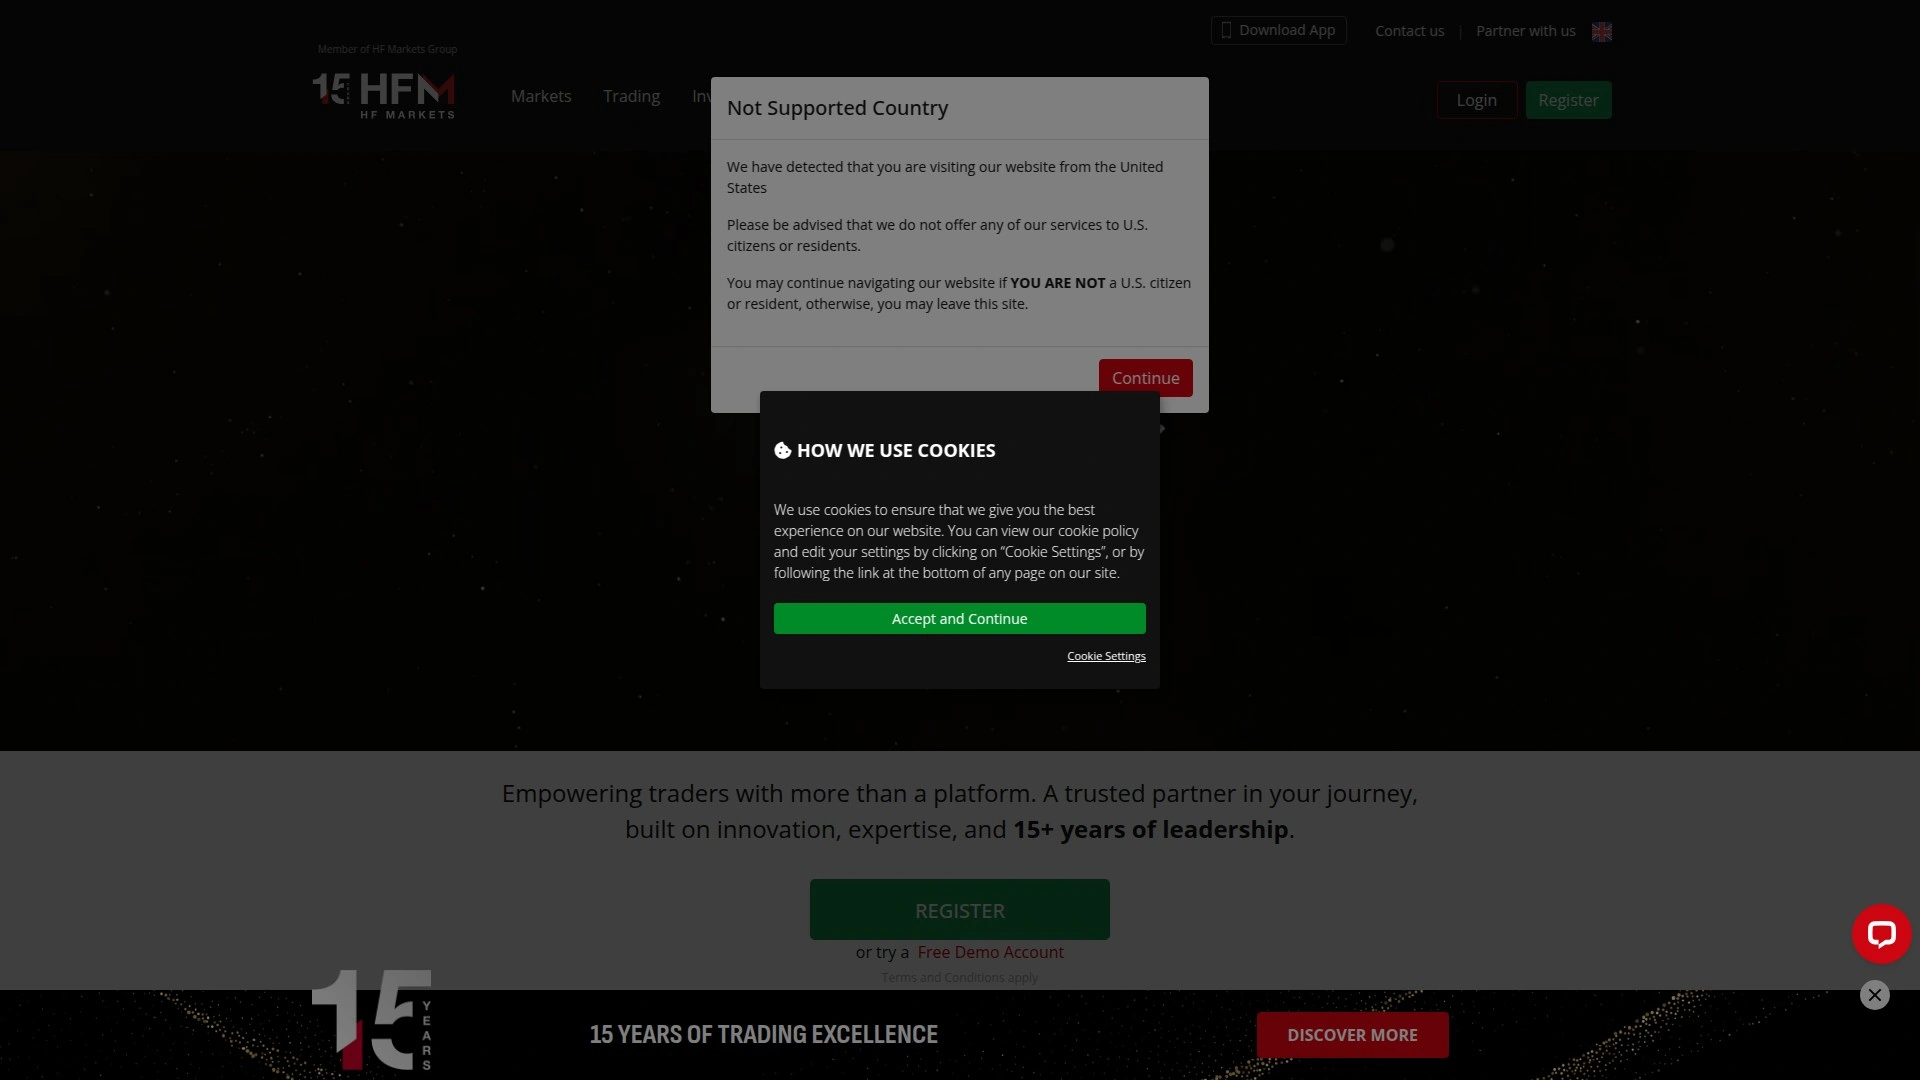 Download App
Contact us
Partner with us
Member of HF Markets Group
15 HFM
HF MARKETS
Markets
Trading
Login
Register
Not Supported Country
We have detected that you are visiting our website from the United
States
Please be advised that we do not offer any of our services to U.S.
citizens or residents.
You may continue navigating our website if YOU ARE NOT a U.S. citizen
or resident, otherwise, you may leave this site.
Continue
HOW WE USE COOKIES
We use cookies to ensure that we give you the best
experience on our website. You can view our cookie policy
and edit your settings by clicking on “Cookie Settings”, or by
following the link at the bottom of any page on our site.
Accept and Continue
Cookie Settings
Empowering traders with more than a platform. A trusted partner in your journey,
built on innovation, expertise, and 15+ years of leadership.
REGISTER
or try a Free Demo Account
Terms and Conditions apply
15 YEARS
15 YEARS OF TRADING EXCELLENCE
DISCOVER MORE